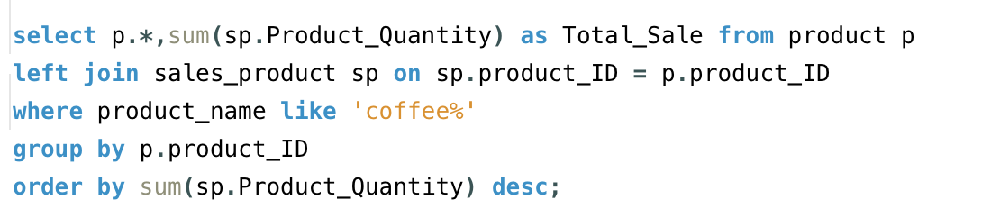 select p.*,sum(sp.Product_Quantity) as Total_Sale from product p
left join sales_product sp on sp.product_ID = p.product_ID
where product_name like 'coffee%'
group by p.product_ID
order by sum(sp.Product_Quantity) desc;